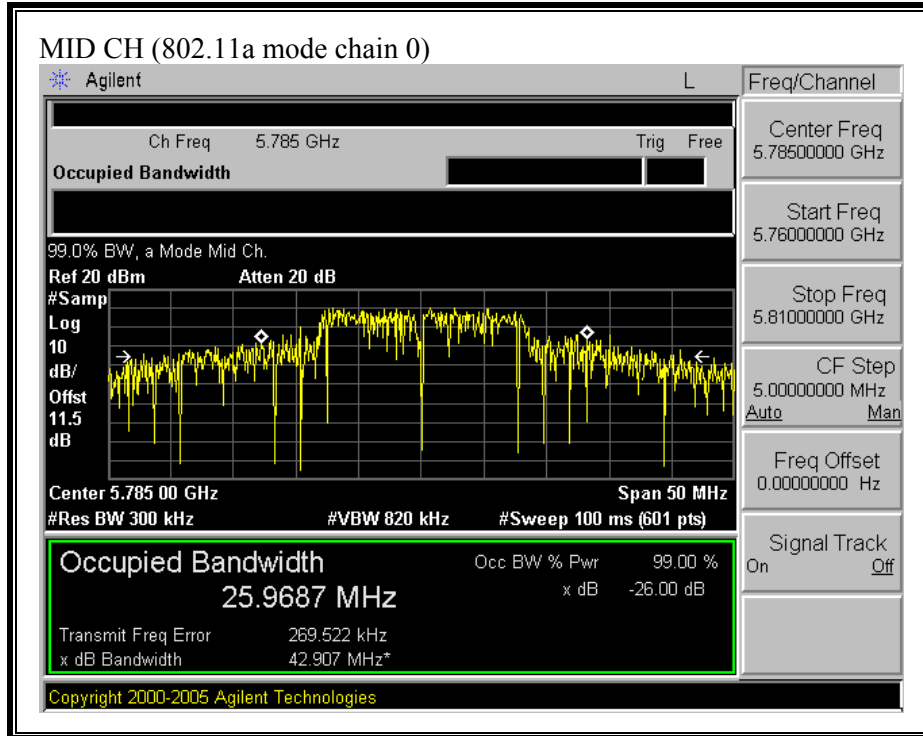 MID CH (802.11a mode chain 0)
Agilent L
Freq/Channel
Ch Freq 5.785 GHz Trig Free
Occupied Bandwidth
Center Freq
5.78500000 GHz
Start Freq
5.76000000 GHz
99.0% BW, a Mode Mid Ch.
Ref 20 dBm Atten 20 dB
#Samp
Log
10
dB/
Offst
11.5
dB
Stop Freq
5.81000000 GHz
CF Step
5.00000000 MHz
Auto Man
Freq Offset
0.00000000 Hz
Center 5.785 00 GHz Span 50 MHz
#Res BW 300 kHz #VBW 820 kHz #Sweep 100 ms (601 pts)
Signal Track
On Off
Occupied Bandwidth
25.9687 MHz
Occ BW % Pwr 99.00 %
x dB -26.00 dB
Transmit Freq Error 269.522 kHz
x dB Bandwidth 42.907 MHz*
Copyright 2000-2005 Agilent Technologies